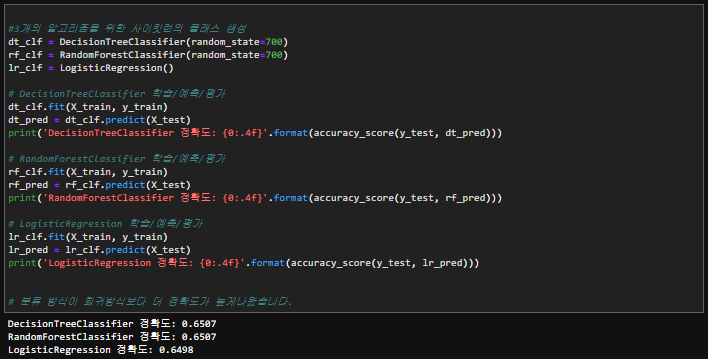 #3개의 알고리즘을 위한 사이킷런의 클래스 생성
dt_clf = DecisionTreeClassifier(random_state=700)
rf_clf = RandomForestClassifier(random_state=700)
lr_clf = LogisticRegression()
# DecisionTreeClassifier 학습/예측/평가
dt_clf.fit(X_train, y_train)
dt_pred = dt_clf.predict(X_test)
print('DecisionTreeClassifier 정확도: {0:.4f}'.format(accuracy_score(y_test, dt_pred)))
# RandomForestClassifier 학습/예측/평가
rf_clf.fit(X_train, y_train)
rf_pred = rf_clf.predict(X_test)
print('RandomForestClassifier 정확도: {0:.4f}'.format(accuracy_score(y_test, rf_pred)))
# LogisticRegression 학습/예측/평가
lr_clf.fit(X_train, y_train)
lr_pred = lr_clf.predict(X_test)
print('LogisticRegression 정확도: {0:.4f}'.format(accuracy_score(y_test, lr_pred)))
# 분류 방식이 회귀방식보다 더 정확도가 높게나왔습니다.
DecisionTreeClassifier 정확도: 0.6507
RandomForestClassifier 정확도: 0.6507
LogisticRegression 정확도: 0.6498